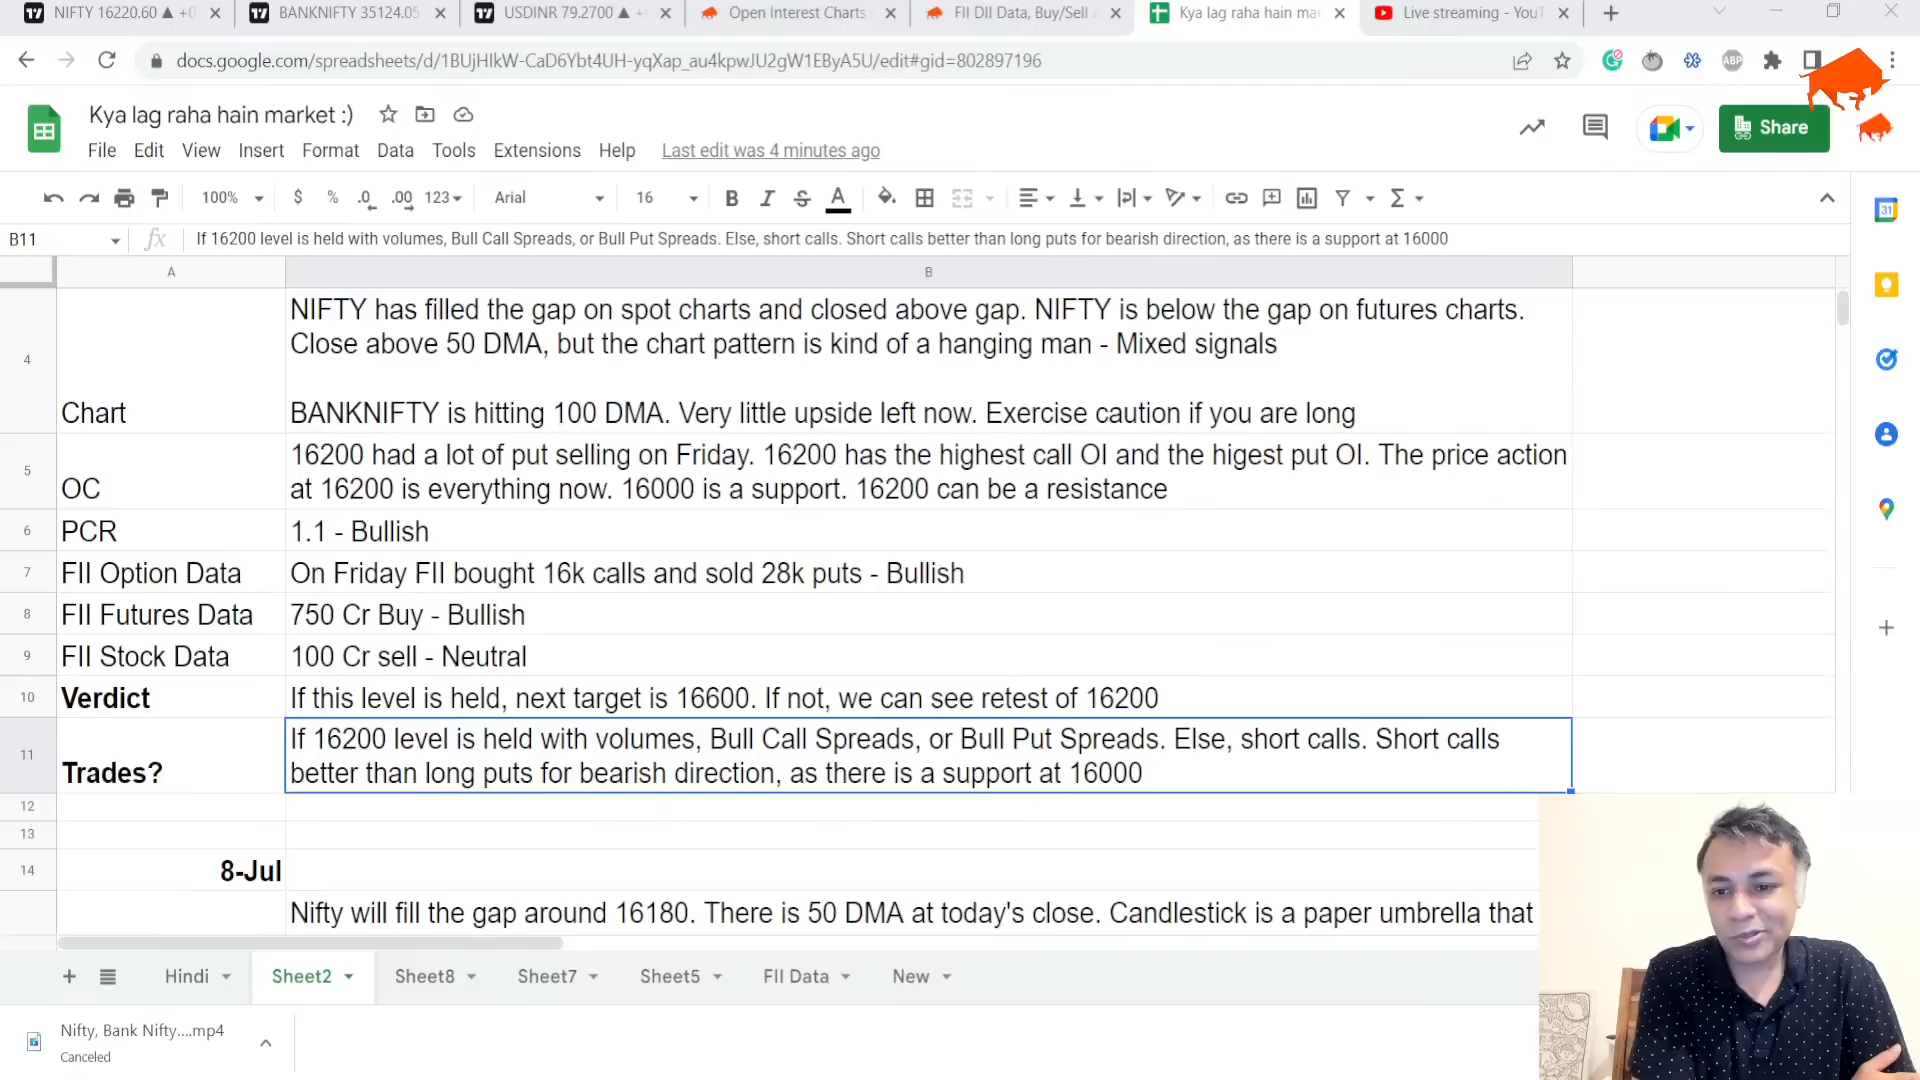 NIFTY 16220.60 ▲ +0
BANKNIFTY 35124.05
USDINR 79.2700 ▲ +
Open Interest Charts
FII DII Data, Buy/Sell
Kya lag raha hain ma
Live streaming - YouT
docs.google.com/spreadsheets/d/1BUjHIkW-CaD6Ybt4UH-yqXap_au4kpwJU2gW1EByA5U/edit#gid=802897196
ABP
Kya lag raha hain market :)
Share
File Edit View Insert Format Data Tools Extensions Help Last edit was 4 minutes ago
100% $ % .0 .00 123 Arial 16 B I S A Σ
31
B11 fx If 16200 level is held with volumes, Bull Call Spreads, or Bull Put Spreads. Else, short calls. Short calls better than long puts for bearish direction, as there is a support at 16000
A B
NIFTY has filled the gap on spot charts and closed above gap. NIFTY is below the gap on futures charts.
4 Close above 50 DMA, but the chart pattern is kind of a hanging man - Mixed signals
Chart BANKNIFTY is hitting 100 DMA. Very little upside left now. Exercise caution if you are long
5 16200 had a lot of put selling on Friday. 16200 has the highest call OI and the higest put OI. The price action
OC at 16200 is everything now. 16000 is a support. 16200 can be a resistance
6 PCR 1.1 - Bullish
7 FII Option Data On Friday FII bought 16k calls and sold 28k puts - Bullish
8 FII Futures Data 750 Cr Buy - Bullish
9 FII Stock Data 100 Cr sell - Neutral
10 Verdict If this level is held, next target is 16600. If not, we can see retest of 16200
11 If 16200 level is held with volumes, Bull Call Spreads, or Bull Put Spreads. Else, short calls. Short calls
Trades? better than long puts for bearish direction, as there is a support at 16000
12
13
14 8-Jul
Nifty will fill the gap around 16180. There is 50 DMA at today's close. Candlestick is a paper umbrella that
Hindi Sheet2 Sheet8 Sheet7 Sheet5 FII Data New
Nifty, Bank Nifty....mp4
Canceled